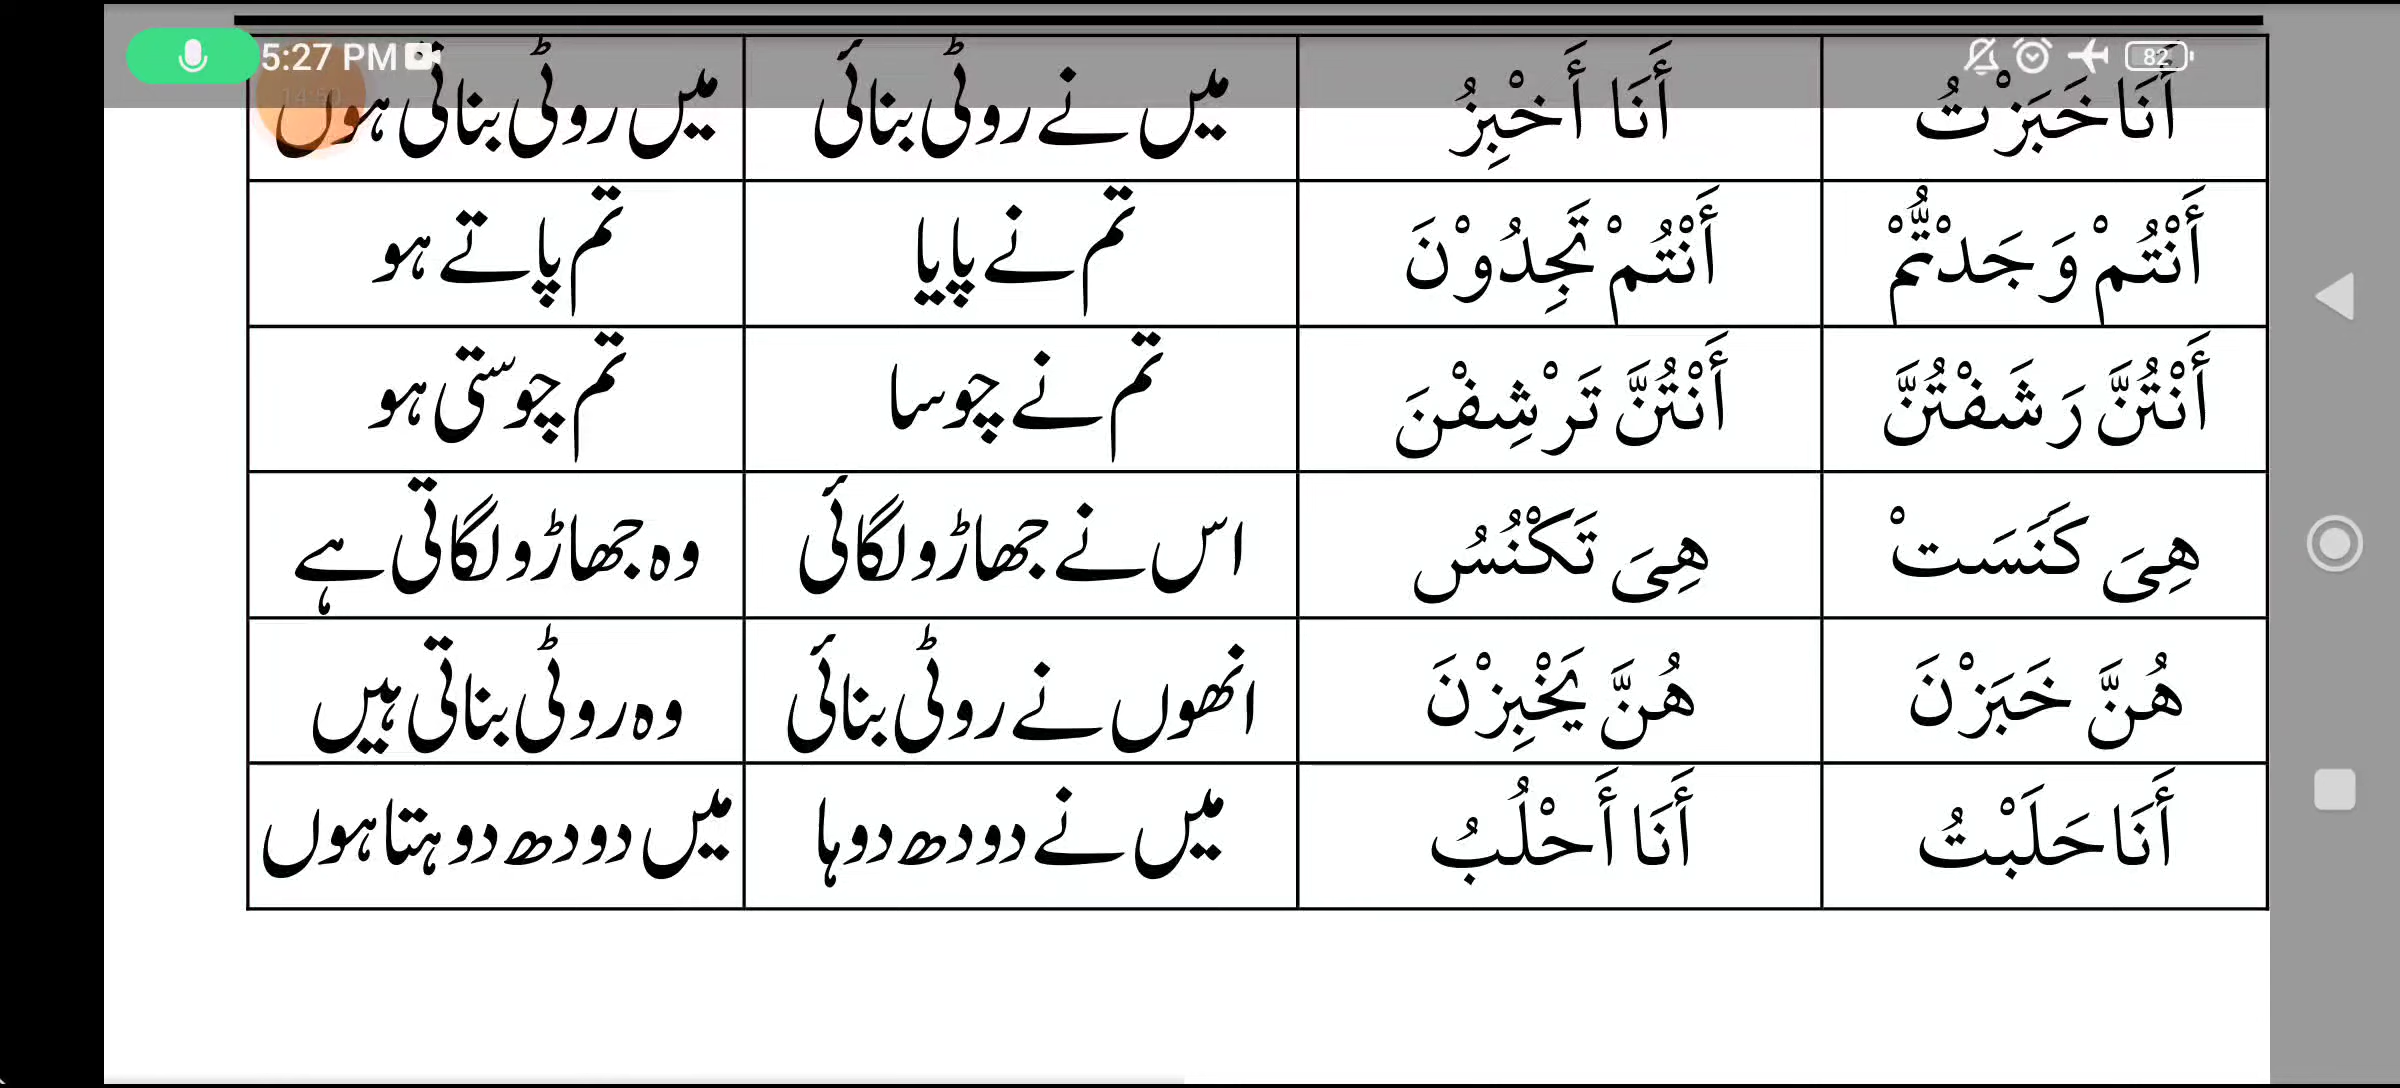 5:27 PM 82
14:50
أَنَا خَبَزْتُ أَنَا أَخْبِزُ میں نے روٹی بنائی میں روٹی بناتی ہوں
أَنْتُمْ وَجَدْتُّمْ أَنْتُمْ تَجِدُوْنَ تم نے پایا تم پاتے ہو
أَنْتُنَّ رَشَفْتُنَّ أَنْتُنَّ تَرْشِفْنَ تم نے چوسا تم چوستی ہو
هِيَ كَنَسَتْ هِيَ تَكْنُسُ اس نے جھاڑو لگائی وہ جھاڑو لگاتی ہے
هُنَّ خَبَزْنَ هُنَّ يَخْبِزْنَ انھوں نے روٹی بنائی وہ روٹی بناتی ہیں
أَنَا حَلَبْتُ أَنَا أَحْلُبُ میں نے دودھ دوہا میں دودھ دوہتا ہوں